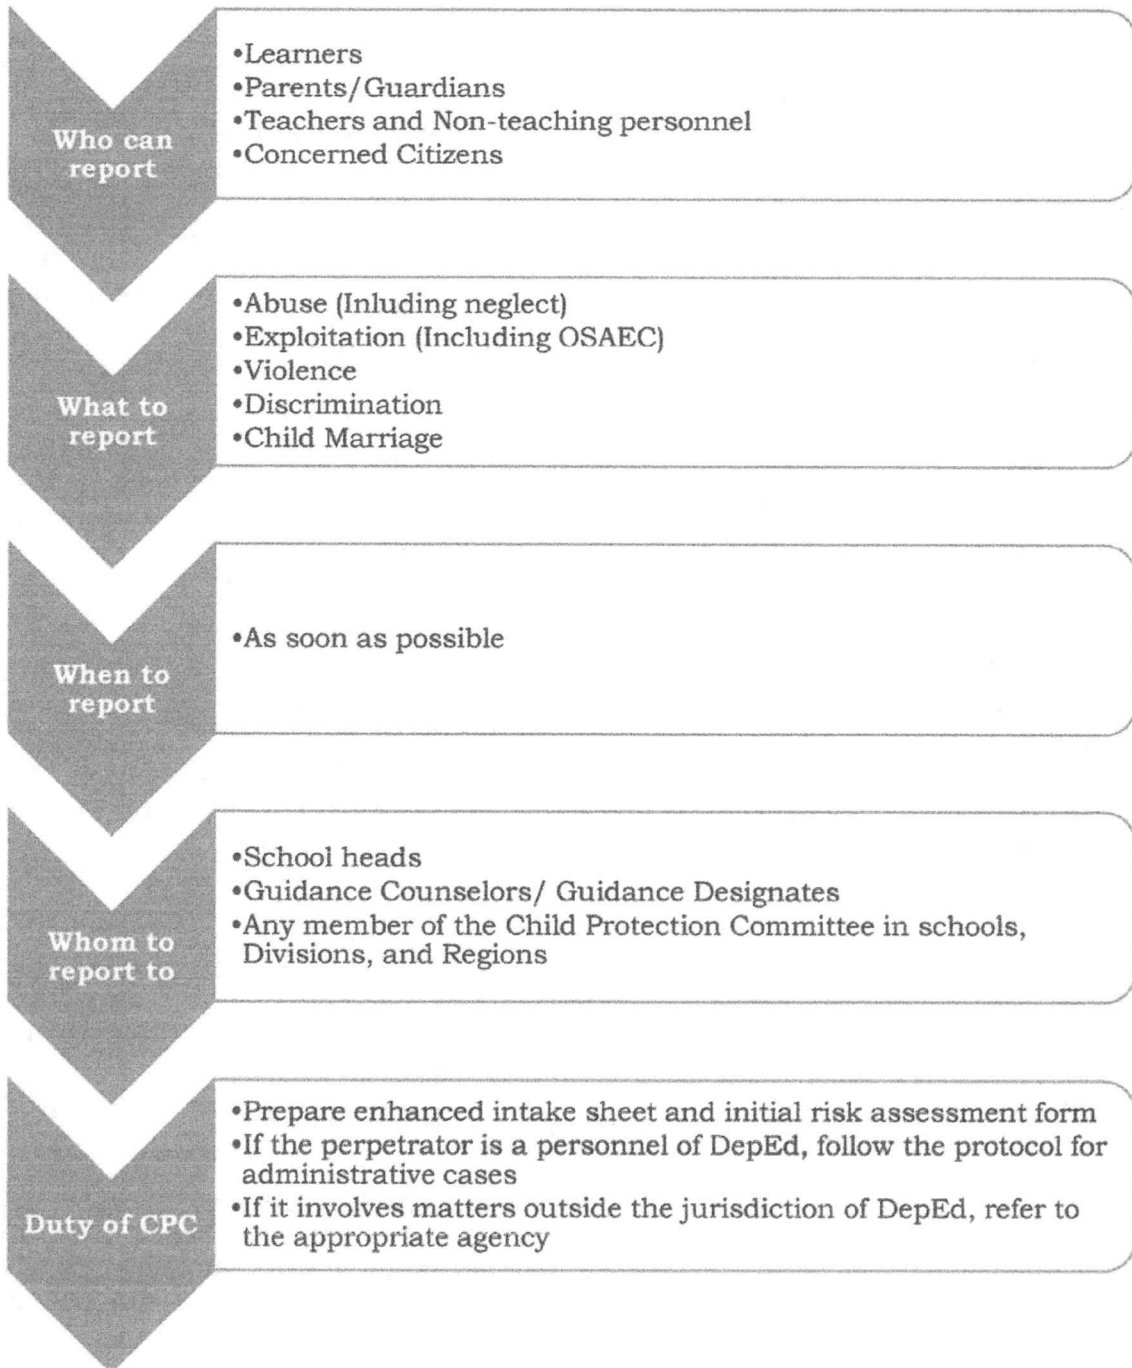 Who can
report
•Learners
•Parents/Guardians
•Teachers and Non-teaching personnel
•Concerned Citizens
What to
report
•Abuse (Inluding neglect)
•Exploitation (Including OSAEC)
•Violence
•Discrimination
•Child Marriage
When to
report
•As soon as possible
Whom to
report to
•School heads
•Guidance Counselors/ Guidance Designates
•Any member of the Child Protection Committee in schools,
Divisions, and Regions
Duty of CPC
•Prepare enhanced intake sheet and initial risk assessment form
•If the perpetrator is a personnel of DepEd, follow the protocol for
administrative cases
•If it involves matters outside the jurisdiction of DepEd, refer to
the appropriate agency